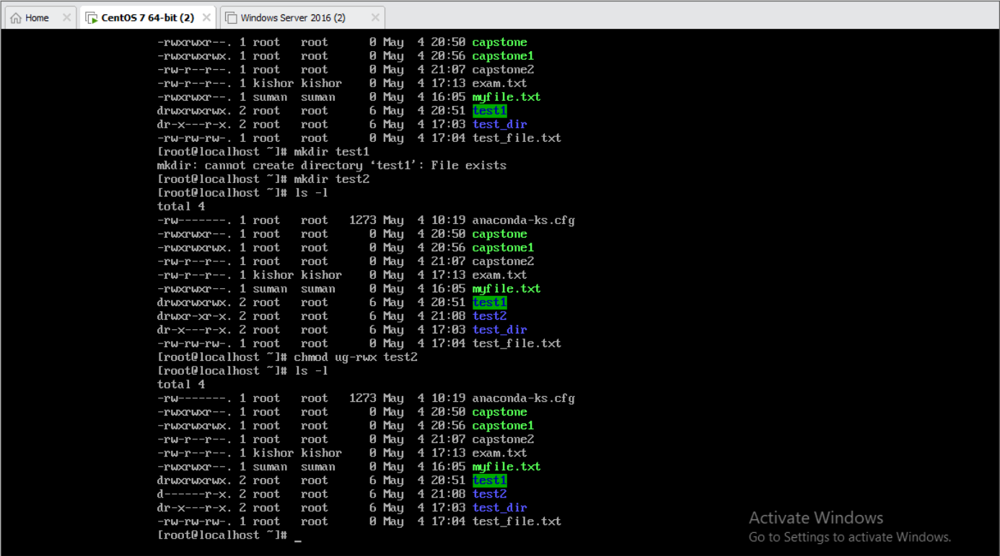 Home × CentOS 7 64-bit (2) × Windows Server 2016 (2) ×
-rwxrwxr--. 1 root   root      0 May  4 20:50 capstone
-rwxrwxrwx. 1 root   root      0 May  4 20:56 capstone1
-rw-r--r--. 1 root   root      0 May  4 21:07 capstone2
-rw-r--r--. 1 kishor kishor    0 May  4 17:13 exam.txt
-rwxrwxr--. 1 suman  suman     0 May  4 16:05 myfile.txt
drwxrwxrwx. 2 root   root      6 May  4 20:51 test1
dr-x---r-x. 2 root   root      6 May  4 17:03 test_dir
-rw-rw-rw-. 1 root   root      0 May  4 17:04 test_file.txt
[root@localhost ~]# mkdir test1
mkdir: cannot create directory ‘test1’: File exists
[root@localhost ~]# mkdir test2
[root@localhost ~]# ls -l
total 4
-rw-------. 1 root   root   1273 May  4 10:19 anaconda-ks.cfg
-rwxrwxr--. 1 root   root      0 May  4 20:50 capstone
-rwxrwxrwx. 1 root   root      0 May  4 20:56 capstone1
-rw-r--r--. 1 root   root      0 May  4 21:07 capstone2
-rw-r--r--. 1 kishor kishor    0 May  4 17:13 exam.txt
-rwxrwxr--. 1 suman  suman     0 May  4 16:05 myfile.txt
drwxrwxrwx. 2 root   root      6 May  4 20:51 test1
drwxr-xr-x. 2 root   root      6 May  4 21:08 test2
dr-x---r-x. 2 root   root      6 May  4 17:03 test_dir
-rw-rw-rw-. 1 root   root      0 May  4 17:04 test_file.txt
[root@localhost ~]# chmod ug-rwx test2
[root@localhost ~]# ls -l
total 4
-rw-------. 1 root   root   1273 May  4 10:19 anaconda-ks.cfg
-rwxrwxr--. 1 root   root      0 May  4 20:50 capstone
-rwxrwxrwx. 1 root   root      0 May  4 20:56 capstone1
-rw-r--r--. 1 root   root      0 May  4 21:07 capstone2
-rw-r--r--. 1 kishor kishor    0 May  4 17:13 exam.txt
-rwxrwxr--. 1 suman  suman     0 May  4 16:05 myfile.txt
drwxrwxrwx. 2 root   root      6 May  4 20:51 test1
d------r-x. 2 root   root      6 May  4 21:08 test2
dr-x---r-x. 2 root   root      6 May  4 17:03 test_dir
-rw-rw-rw-. 1 root   root      0 May  4 17:04 test_file.txt
[root@localhost ~]# _
Activate Windows
Go to Settings to activate Windows.